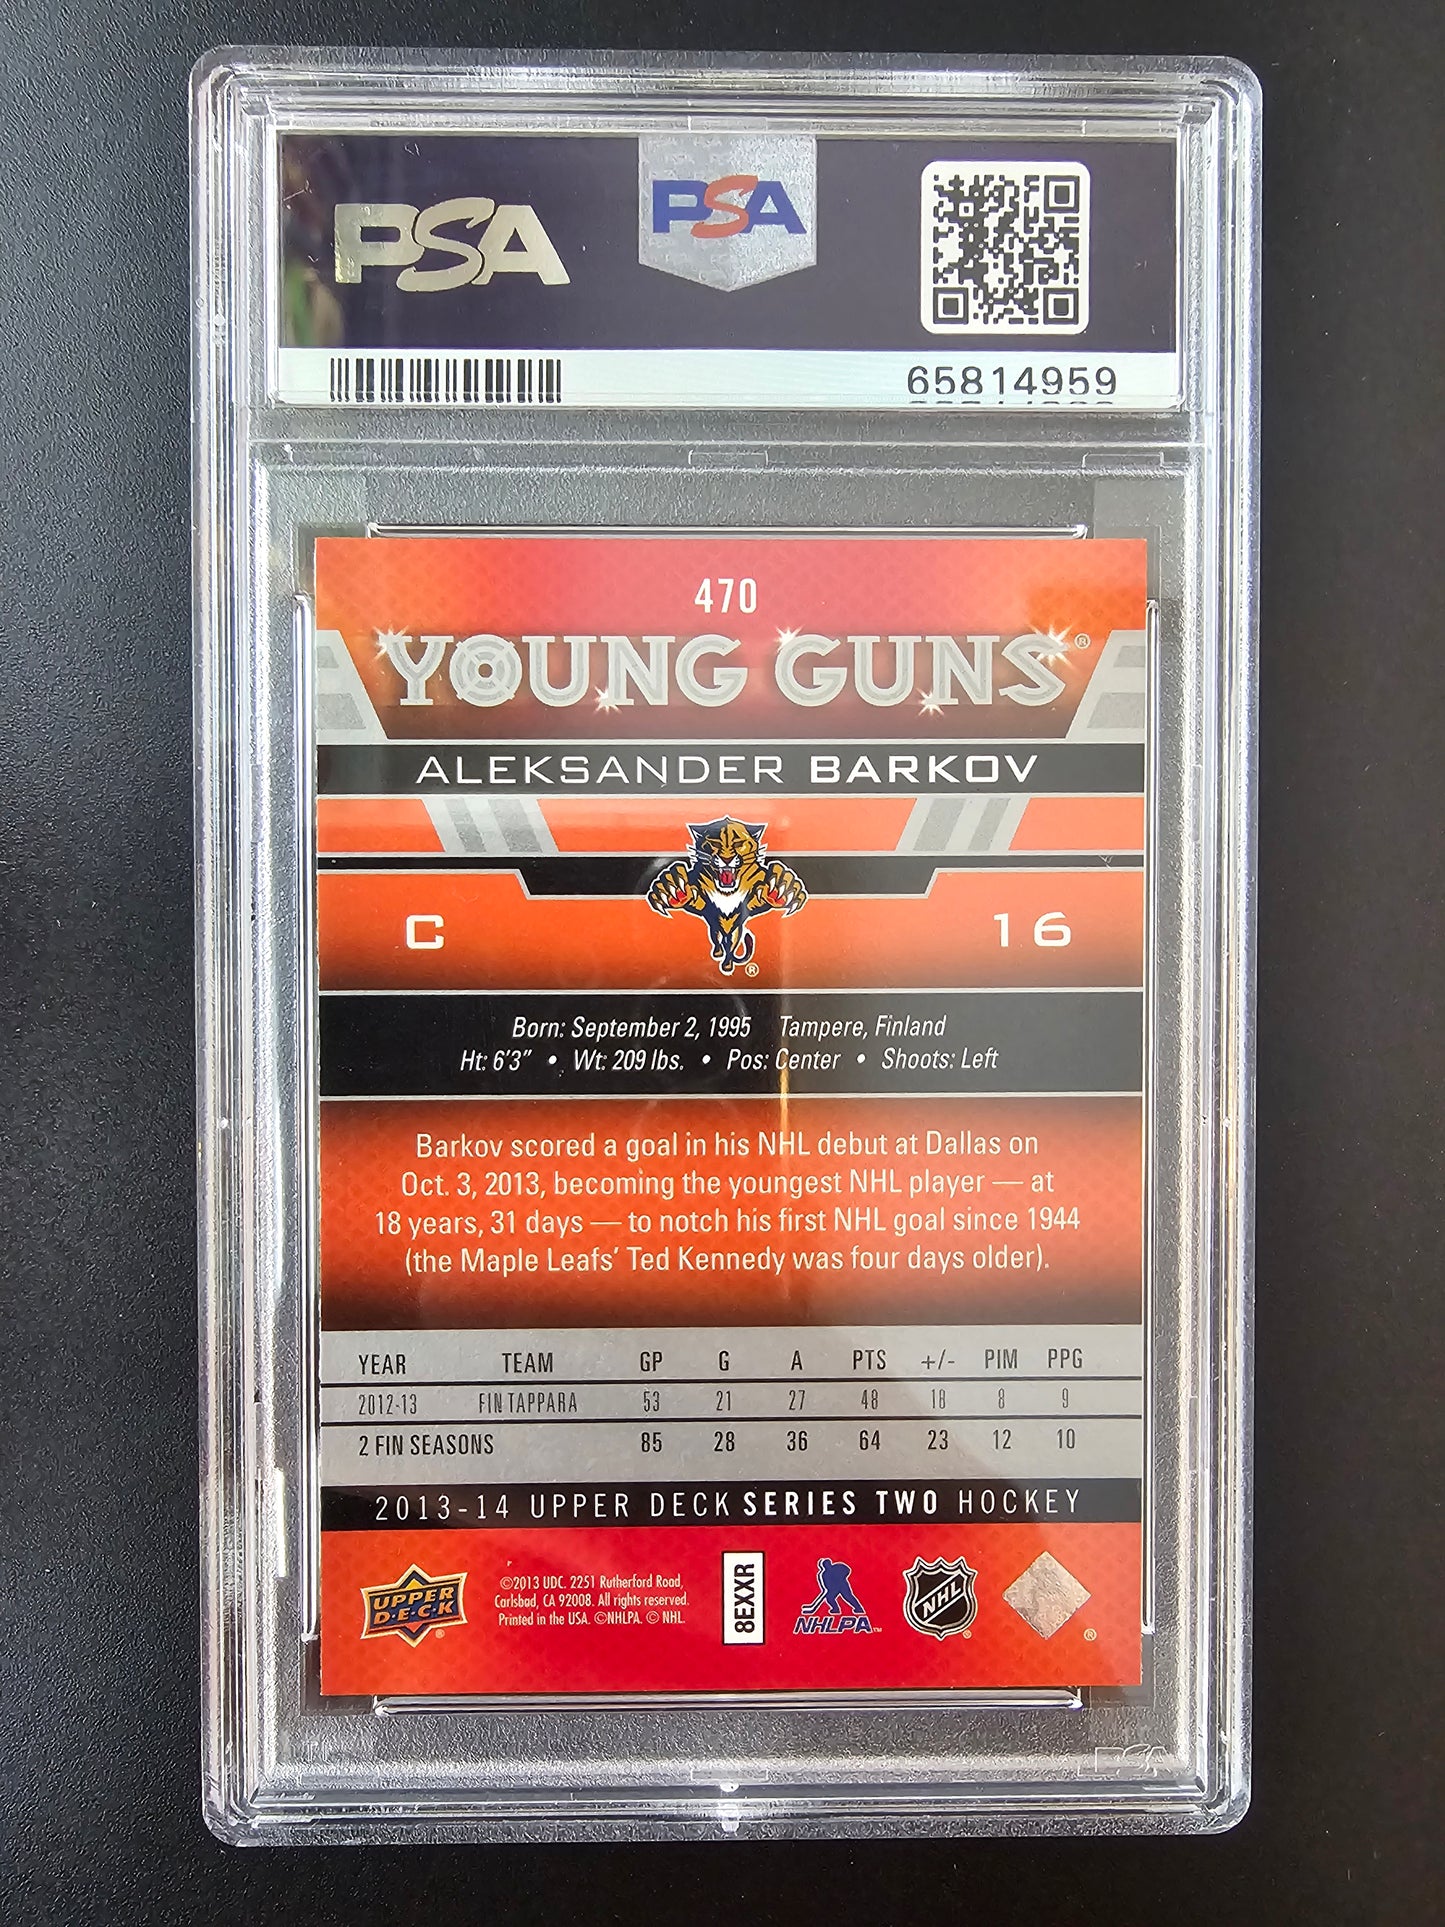 PSA
PSA
65814959
470
YOUNG GUNS®
ALEKSANDER BARKOV
C
16
®
Born: September 2, 1995 Tampere, Finland
Ht: 6'3" • Wt: 209 lbs. • Pos: Center • Shoots: Left
Barkov scored a goal in his NHL debut at Dallas on
Oct. 3, 2013, becoming the youngest NHL player — at
18 years, 31 days — to notch his first NHL goal since 1944
(the Maple Leafs' Ted Kennedy was four days older).
YEAR TEAM GP G A PTS +/- PIM PPG
2012-13 FIN TAPPARA 53 21 27 48 18 8 9
2 FIN SEASONS 85 28 36 64 23 12 10
2013-14 UPPER DECK SERIES TWO HOCKEY
UPPER
DECK
®
©2013 UDC. 2251 Rutherford Road,
Carlsbad, CA 92008. All rights reserved.
Printed in the USA. ©NHLPA. © NHL.
8EXXR
NHLPA™
NHL
®
®
PSA